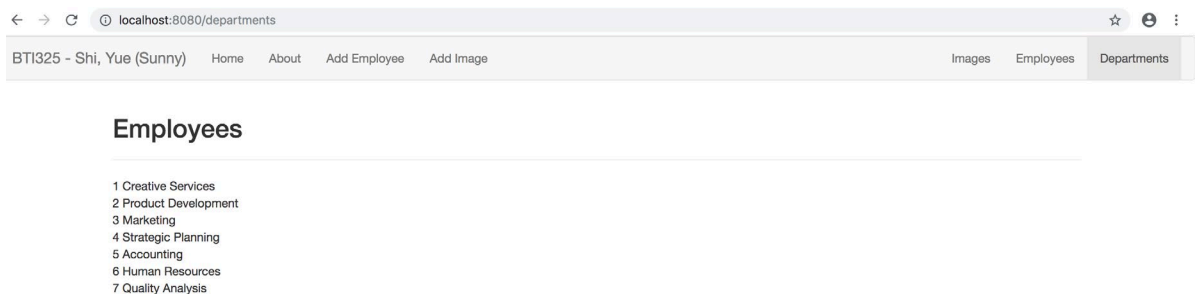 localhost:8080/departments
BTI325 - Shi, Yue (Sunny) Home About Add Employee Add Image Images Employees Departments
Employees
1 Creative Services
2 Product Development
3 Marketing
4 Strategic Planning
5 Accounting
6 Human Resources
7 Quality Analysis